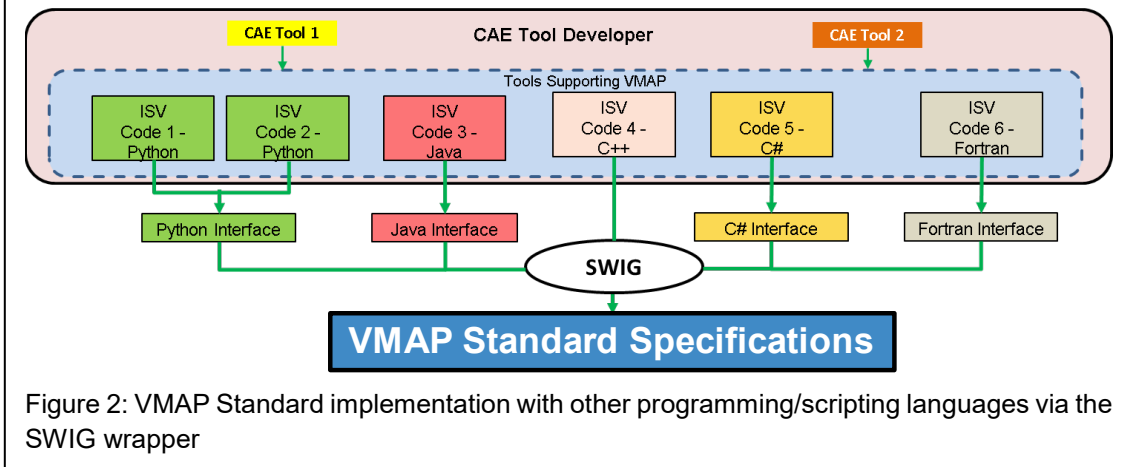 CAE Tool 1
CAE Tool Developer
CAE Tool 2
Tools Supporting VMAP
ISV
Code 1 -
Python
ISV
Code 2 -
Python
ISV
Code 3 -
Java
ISV
Code 4 -
C++
ISV
Code 5 -
C#
ISV
Code 6 -
Fortran
Python Interface
Java Interface
C# Interface
Fortran Interface
SWIG
VMAP Standard Specifications
Figure 2: VMAP Standard implementation with other programming/scripting languages via the
SWIG wrapper